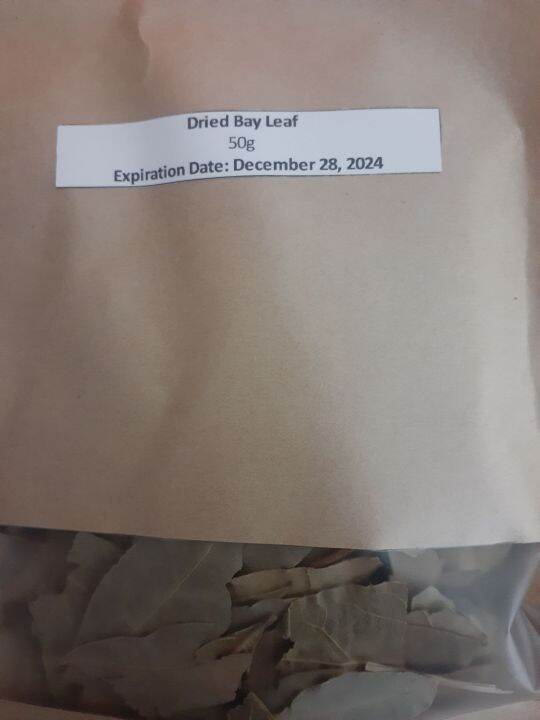 Dried Bay Leaf
50g
Expiration Date: December 28, 2024